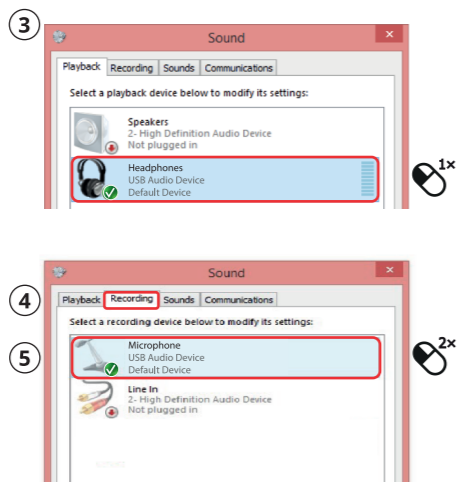 3
Sound
Playback Recording Sounds Communications
Select a playback device below to modify its settings:
Speakers
2- High Definition Audio Device
Not plugged in
Headphones
USB Audio Device
Default Device
1×
Sound
4
Playback Recording Sounds Communications
Select a recording device below to modify its settings:
5
Microphone
USB Audio Device
Default Device
2×
Line In
2- High Definition Audio Device
Not plugged in